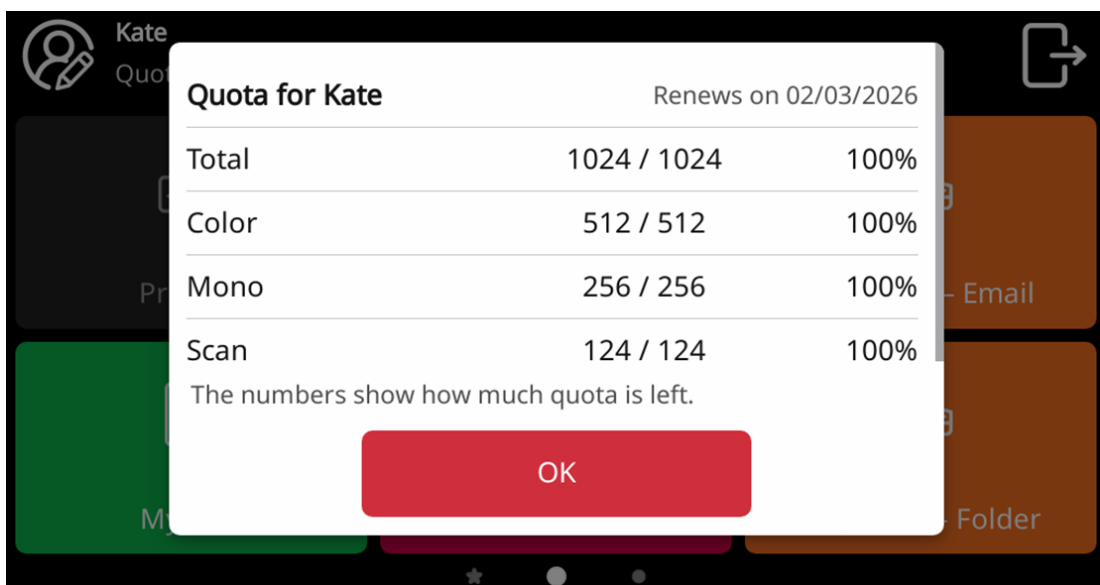 Kate
Quota for Kate
Renews on 02/03/2026
Total 1024 / 1024 100%
Color 512 / 512 100%
Mono 256 / 256 100%
Scan 124 / 124 100%
The numbers show how much quota is left.
OK
– Email
Folder